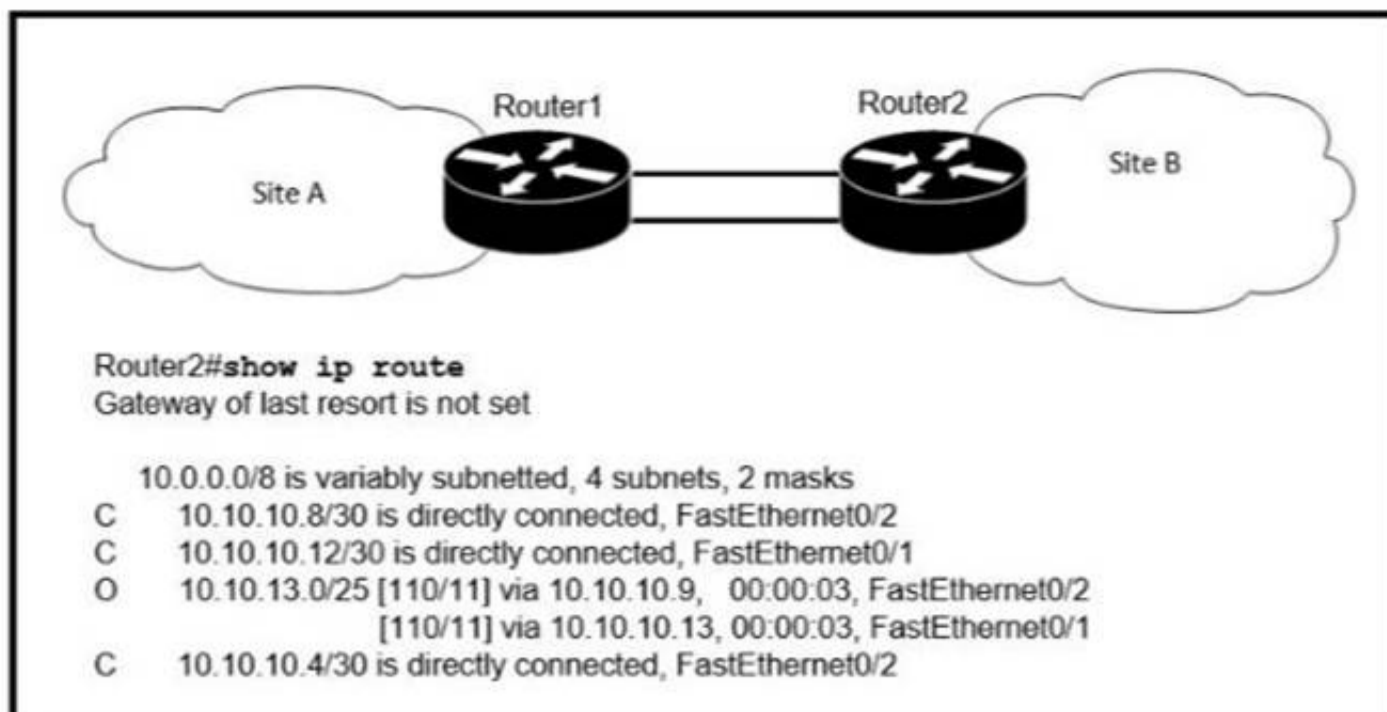 Router1
Router2
Site A
Site B
Router2#show ip route
Gateway of last resort is not set
10.0.0.0/8 is variably subnetted, 4 subnets, 2 masks
C 10.10.10.8/30 is directly connected, FastEthernet0/2
C 10.10.10.12/30 is directly connected, FastEthernet0/1
O 10.10.13.0/25 [110/11] via 10.10.10.9, 00:00:03, FastEthernet0/2
[110/11] via 10.10.10.13, 00:00:03, FastEthernet0/1
C 10.10.10.4/30 is directly connected, FastEthernet0/2